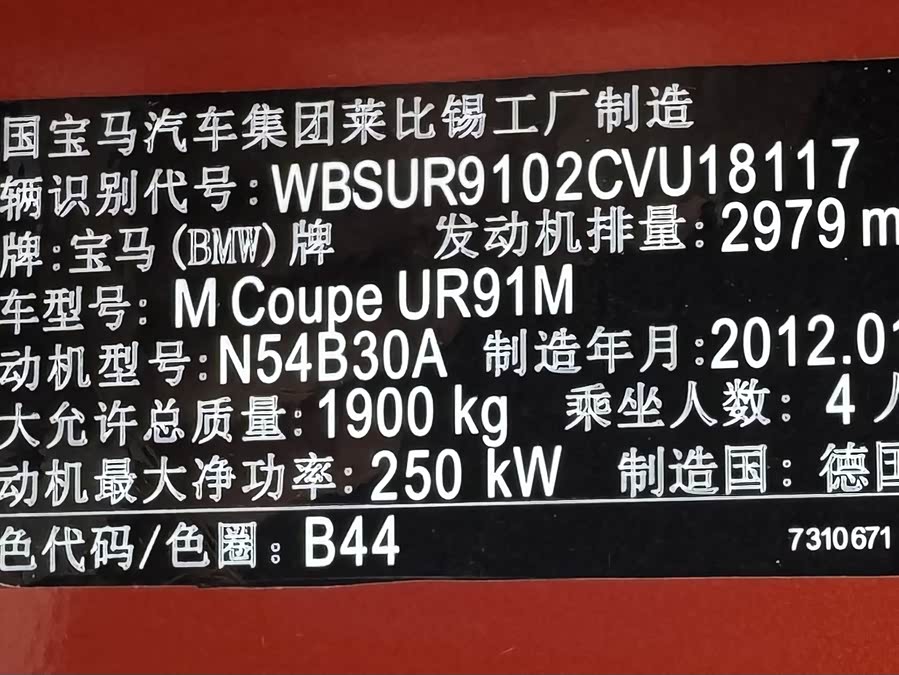 国宝马汽车集团莱比锡工厂制造
辆识别代号:WBSUR9102CVU18117
牌:宝马(BMW)牌 发动机排量:2979 m
车型号: M Coupe UR91M
动机型号:N54B30A 制造年月:2012.01
大允许总质量:1900 kg 乘坐人数: 4 人
动机最大净功率:250 kW 制造国: 德国
色代码/色圈: B44 7310671